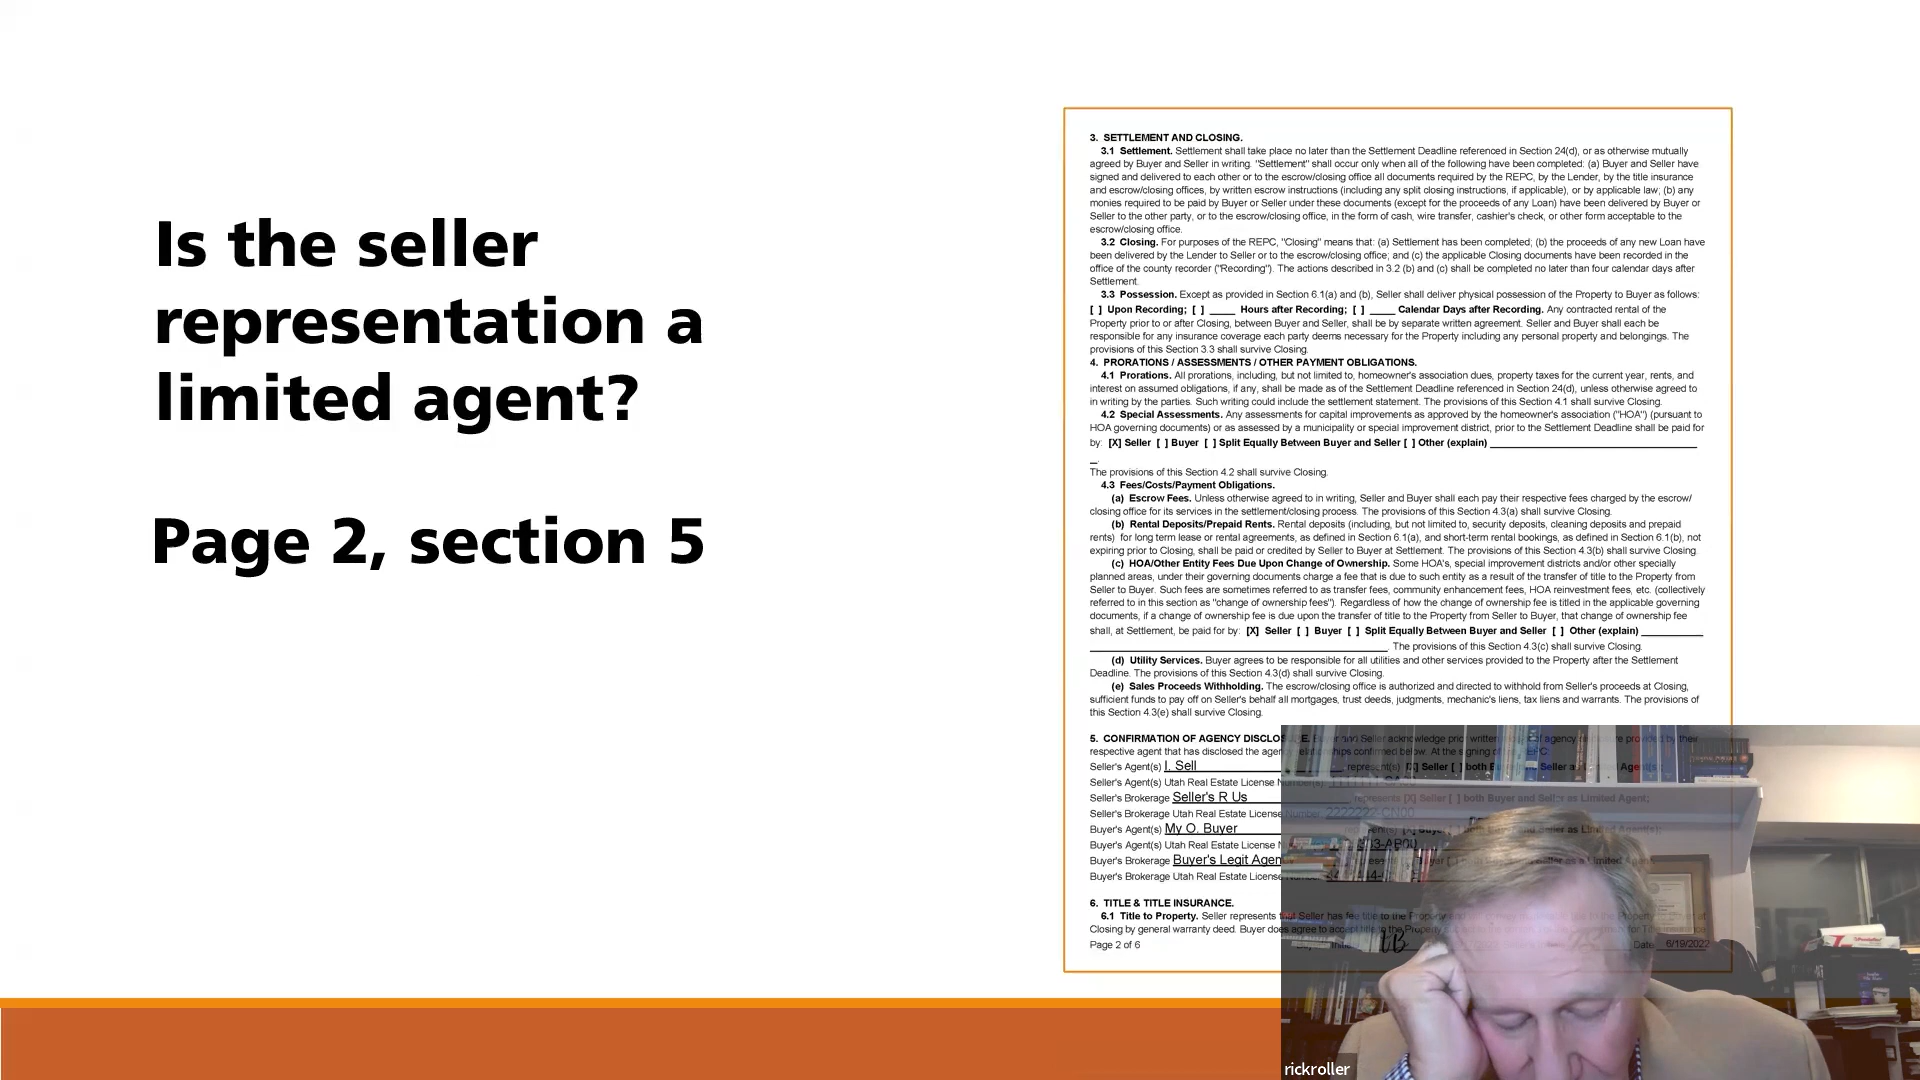 Is the seller
representation a
limited agent?
Page 2, section 5
3. SETTLEMENT AND CLOSING.
3.1 Settlement. Settlement shall take place no later than the Settlement Deadline referenced in Section 24(d), or as otherwise mutually
agreed by Buyer and Seller in writing. "Settlement" shall occur only when all of the following have been completed: (a) Buyer and Seller have
signed and delivered to each other or to the escrow/closing office all documents required by the REPC, by the Lender, by the title insurance
and escrow/closing offices, by written escrow instructions (including any split closing instructions, if applicable), or by applicable law; (b) any
monies required to be paid by Buyer or Seller under these documents (except for the proceeds of any Loan) have been delivered by Buyer or
Seller to the other party, or to the escrow/closing office, in the form of cash, wire transfer, cashier's check, or other form acceptable to the
escrow/closing office.
3.2 Closing. For purposes of the REPC, "Closing" means that: (a) Settlement has been completed; (b) the proceeds of any new Loan have
been delivered by the Lender to Seller or to the escrow/closing office; and (c) the applicable Closing documents have been recorded in the
office of the county recorder ("Recording"). The actions described in 3.2 (b) and (c) shall be completed no later than four calendar days after
Settlement.
3.3 Possession. Except as provided in Section 6.1(a) and (b), Seller shall deliver physical possession of the Property to Buyer as follows:
[ ] Upon Recording; [ ] _____ Hours after Recording; [ ] _____ Calendar Days after Recording. Any contracted rental of the
Property prior to or after Closing, between Buyer and Seller, shall be by separate written agreement. Seller and Buyer shall each be
responsible for any insurance coverage each party deems necessary for the Property including any personal property and belongings. The
provisions of this Section 3.3 shall survive Closing.
4. PRORATIONS / ASSESSMENTS / OTHER PAYMENT OBLIGATIONS.
4.1 Prorations. All prorations, including, but not limited to, homeowner's association dues, property taxes for the current year, rents, and
interest on assumed obligations, if any, shall be made as of the Settlement Deadline referenced in Section 24(d), unless otherwise agreed to
in writing by the parties. Such writing could include the settlement statement. The provisions of this Section 4.1 shall survive Closing.
4.2 Special Assessments. Any assessments for capital improvements as approved by the homeowner's association ("HOA") (pursuant to
HOA governing documents) or as assessed by a municipality or special improvement district, prior to the Settlement Deadline shall be paid for
by: [X] Seller [ ] Buyer [ ] Split Equally Between Buyer and Seller [ ] Other (explain) ________________
_.
The provisions of this Section 4.2 shall survive Closing.
4.3 Fees/Costs/Payment Obligations.
(a) Escrow Fees. Unless otherwise agreed to in writing, Seller and Buyer shall each pay their respective fees charged by the escrow/
closing office for its services in the settlement/closing process. The provisions of this Section 4.3(a) shall survive Closing.
(b) Rental Deposits/Prepaid Rents. Rental deposits (including, but not limited to, security deposits, cleaning deposits and prepaid
rents) for long term lease or rental agreements, as defined in Section 6.1(a), and short-term rental bookings, as defined in Section 6.1(b), not
expiring prior to Closing, shall be paid or credited by Seller to Buyer at Settlement. The provisions of this Section 4.3(b) shall survive Closing.
(c) HOA/Other Entity Fees Due Upon Change of Ownership. Some HOA's, special improvement districts and/or other specially
planned areas, under their governing documents charge a fee that is due to such entity as a result of the transfer of title to the Property from
Seller to Buyer. Such fees are sometimes referred to as transfer fees, community enhancement fees, HOA reinvestment fees, etc. (collectively
referred to in this section as "change of ownership fees"). Regardless of how the change of ownership fee is titled in the applicable governing
documents, if a change of ownership fee is due upon the transfer of title to the Property from Seller to Buyer, that change of ownership fee
shall, at Settlement, be paid for by: [X] Seller [ ] Buyer [ ] Split Equally Between Buyer and Seller [ ] Other (explain) __________
________________. The provisions of this Section 4.3(c) shall survive Closing.
(d) Utility Services. Buyer agrees to be responsible for all utilities and other services provided to the Property after the Settlement
Deadline. The provisions of this Section 4.3(d) shall survive Closing.
(e) Sales Proceeds Withholding. The escrow/closing office is authorized and directed to withhold from Seller's proceeds at Closing,
sufficient funds to pay off on Seller's behalf all mortgages, trust deeds, judgments, mechanic's liens, tax liens and warrants. The provisions of
this Section 4.3(e) shall survive Closing.
5. CONFIRMATION OF AGENCY DISCLOSURE. Buyer and Seller acknowledge prior written of agency provided by their
respective agent that has disclosed the agency relationships confirmed below. At the signing of
Seller's Agent(s) I. Sell represent(s) [X] Seller [ ] both
Seller's Agent(s) Utah Real Estate License
Seller's Brokerage Seller's R Us represents [X] Seller [ ] both Buyer and Seller as Limited Agent;
Seller's Brokerage Utah Real Estate License Number: 2222222-CN00
Buyer's Agent(s) My O. Buyer
Buyer's Agent(s) Utah Real Estate License
Buyer's Brokerage Buyer's Legit Agen
Buyer's Brokerage Utah Real Estate License
6. TITLE & TITLE INSURANCE.
6.1 Title to Property. Seller represents that Seller has fee title to the Property
Closing by general warranty deed. Buyer does agree to accept title to the Property
Page 2 of 6 Date 6/19/2022
rickroller